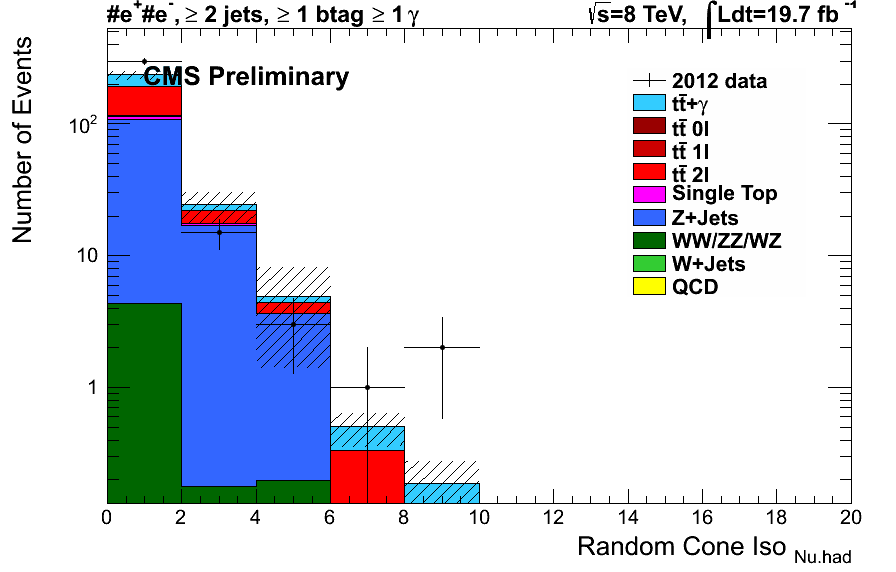 #e⁺#e⁻, ≥ 2 jets, ≥ 1 btag ≥ 1 γ
√s=8 TeV, ∫Ldt=19.7 fb⁻¹
CMS Preliminary
2012 data
tt̄+γ
tt̄ 0l
tt̄ 1l
tt̄ 2l
Single Top
Z+Jets
WW/ZZ/WZ
W+Jets
QCD
Number of Events
10²
10
1
0 2 4 6 8 10 12 14 16 18 20
Random Cone Iso Nu.had